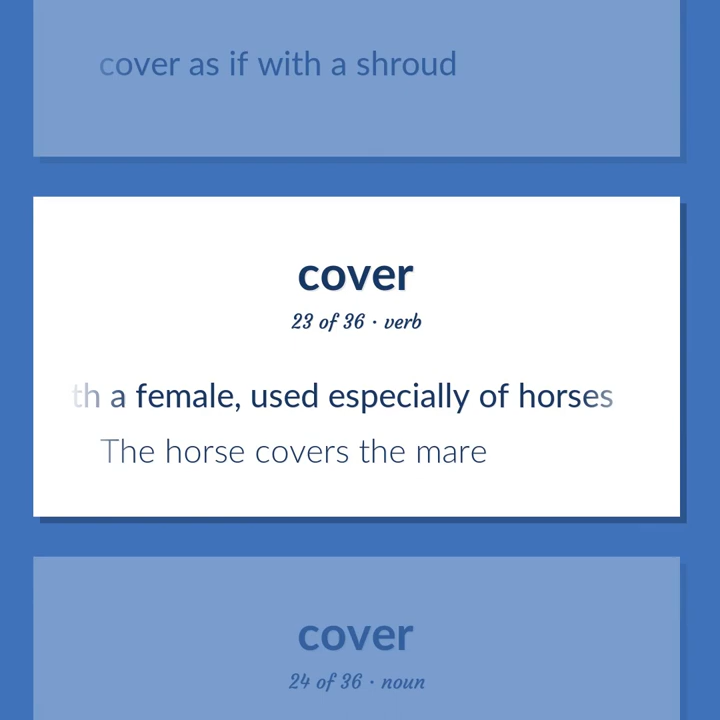 cover as if with a shroud
cover
23 of 36 · verb
th a female, used especially of horses
The horse covers the mare
cover
24 of 36 · noun